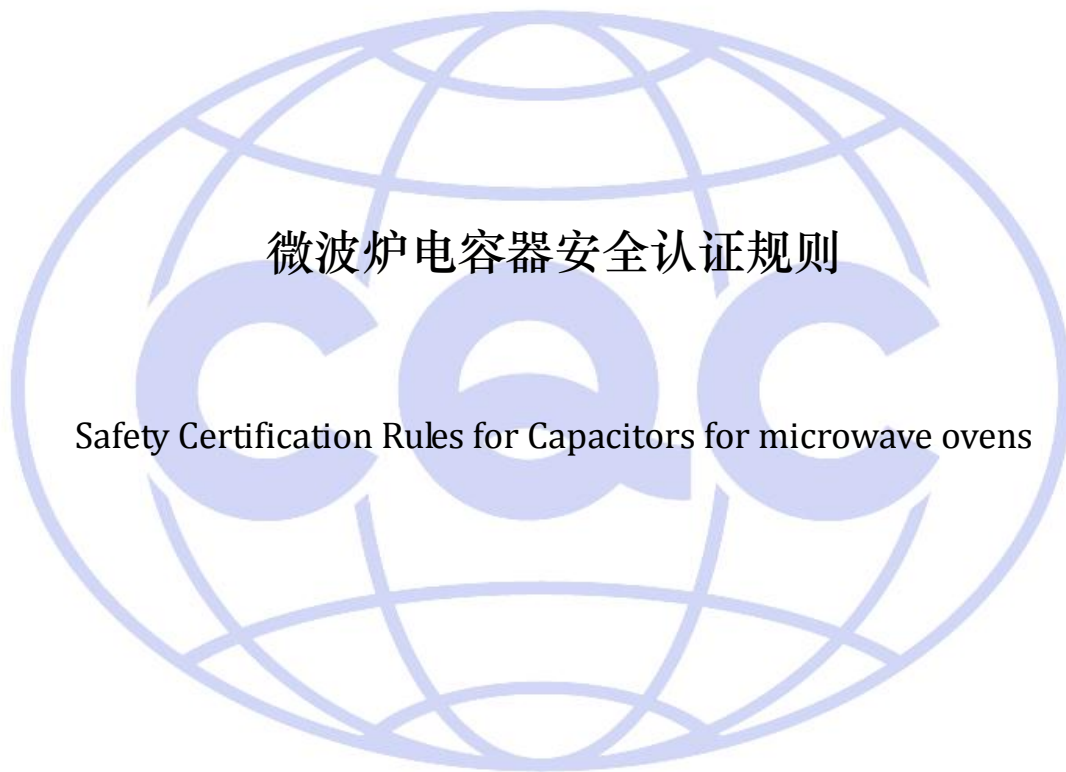 微波炉电容器安全认证规则
CQC
Safety Certification Rules for Capacitors for microwave ovens